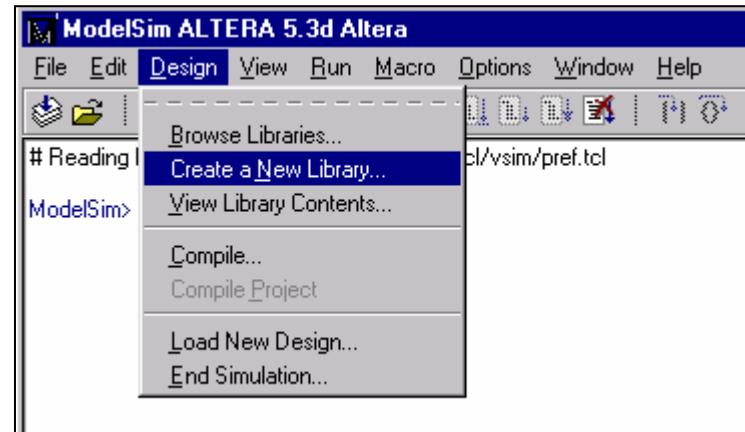 ModelSim ALTERA 5.3d Altera
File Edit Design View Run Macro Options Window Help
# Reading cl/vsim/pref.tcl
ModelSim>
Browse Libraries...
Create a New Library...
View Library Contents...
Compile...
Compile Project
Load New Design...
End Simulation...